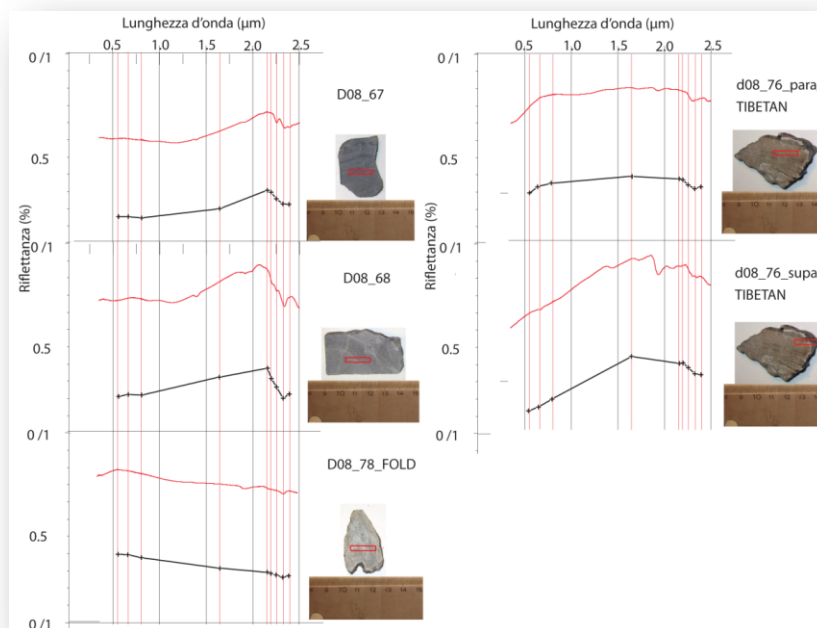 Lunghezza d'onda (μm)
0.5 1.0 1.5 2.0 2.5
0 /1
D08_67
0.5
Riflettanza (%)
0 /1
D08_68
0.5
0 /1
D08_78_FOLD
0.5
0 /1
Lunghezza d'onda (μm)
0.5 1.0 1.5 2.0 2.5
0 /1
d08_76_para
TIBETAN
0.5
Riflettanza (%)
0 /1
d08_76_supa
TIBETAN
0.5
0 /1